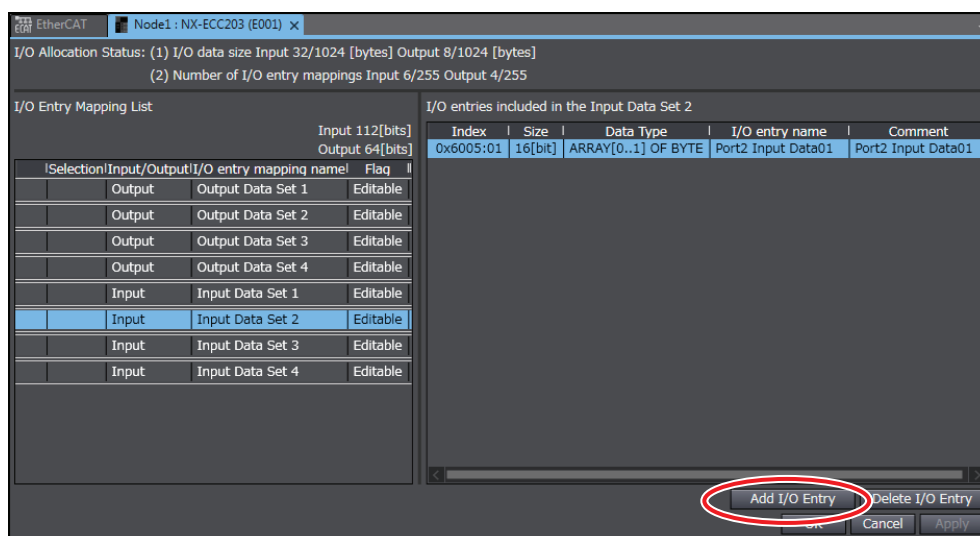 EtherCAT Node1 : NX-ECC203 (E001) X
I/O Allocation Status: (1) I/O data size Input 32/1024 [bytes] Output 8/1024 [bytes]
(2) Number of I/O entry mappings Input 6/255 Output 4/255
I/O Entry Mapping List
Input 112[bits]
Output 64[bits]
Selection Input/Output I/O entry mapping name Flag
Output Output Data Set 1 Editable
Output Output Data Set 2 Editable
Output Output Data Set 3 Editable
Output Output Data Set 4 Editable
Input Input Data Set 1 Editable
Input Input Data Set 2 Editable
Input Input Data Set 3 Editable
Input Input Data Set 4 Editable
I/O entries included in the Input Data Set 2
Index Size Data Type I/O entry name Comment
0x6005:01 16[bit] ARRAY[0..1] OF BYTE Port2 Input Data01 Port2 Input Data01
Add I/O Entry Delete I/O Entry
OK Cancel Apply